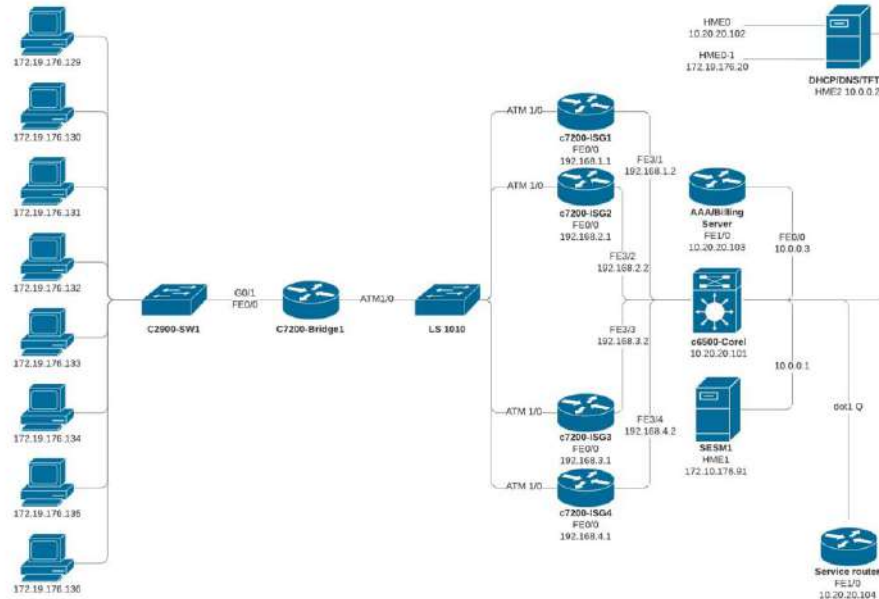 172.19.176.129
172.19.176.130
172.19.176.131
172.19.176.132
172.19.176.133
172.19.176.134
172.19.176.135
172.19.176.136
C2900-SW1
G0/1
FE0/0
C7200-Bridge1
ATM1/0
LS 1010
ATM 1/0
ATM 1/0
ATM 1/0
ATM 1/0
c7200-ISG1
FE0/0
192.168.1.1
c7200-ISG2
FE0/0
192.168.2.1
c7200-ISG3
FE0/0
192.168.3.1
c7200-ISG4
FE0/0
192.168.4.1
FE3/1
192.168.1.2
FE3/2
192.168.2.2
FE3/3
192.168.3.2
FE3/4
192.168.4.2
HME0
10.20.20.102
HME0-1
172.19.176.20
DHCP/DNS/TFT
HME2 10.0.0.2
AAA/Billing
Server
FE1/0
10.20.20.103
FE0/0
10.0.0.3
c6500-Corel
10.20.20.101
10.0.0.1
SESM1
HME1
172.10.176.91
dot1 Q
Service router
FE1/0
10.20.20.104